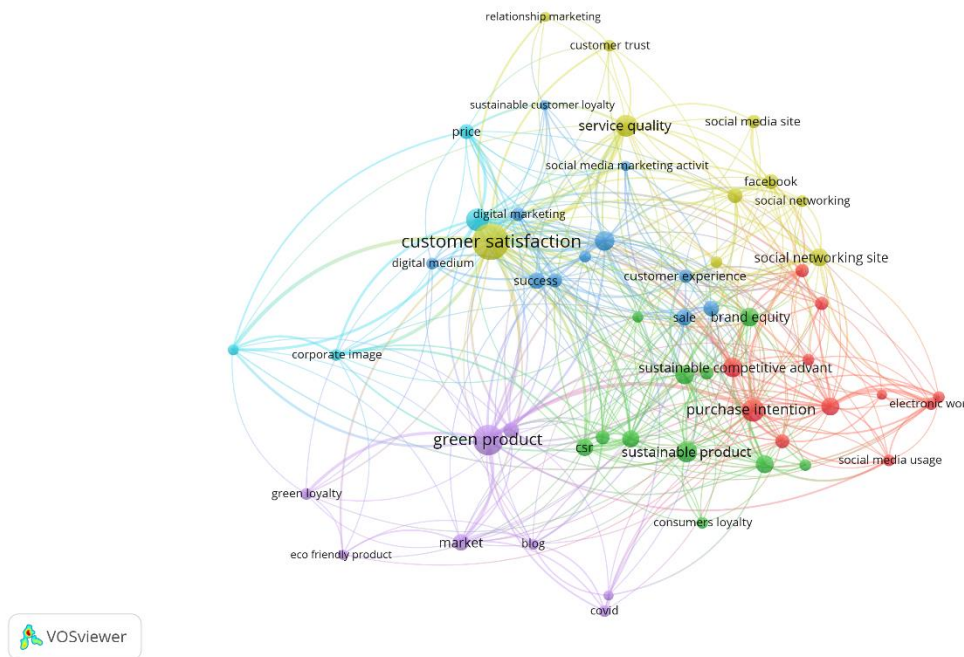 relationship marketing
customer trust
sustainable customer loyalty
price
service quality
social media site
social media marketing activit
facebook
social networking
digital marketing
customer satisfaction
digital medium
social networking site
success
customer experience
sale
brand equity
corporate image
sustainable competitive advant
purchase intention
electronic wor
green product
csr
sustainable product
social media usage
green loyalty
consumers loyalty
market
blog
eco friendly product
covid
VOSviewer